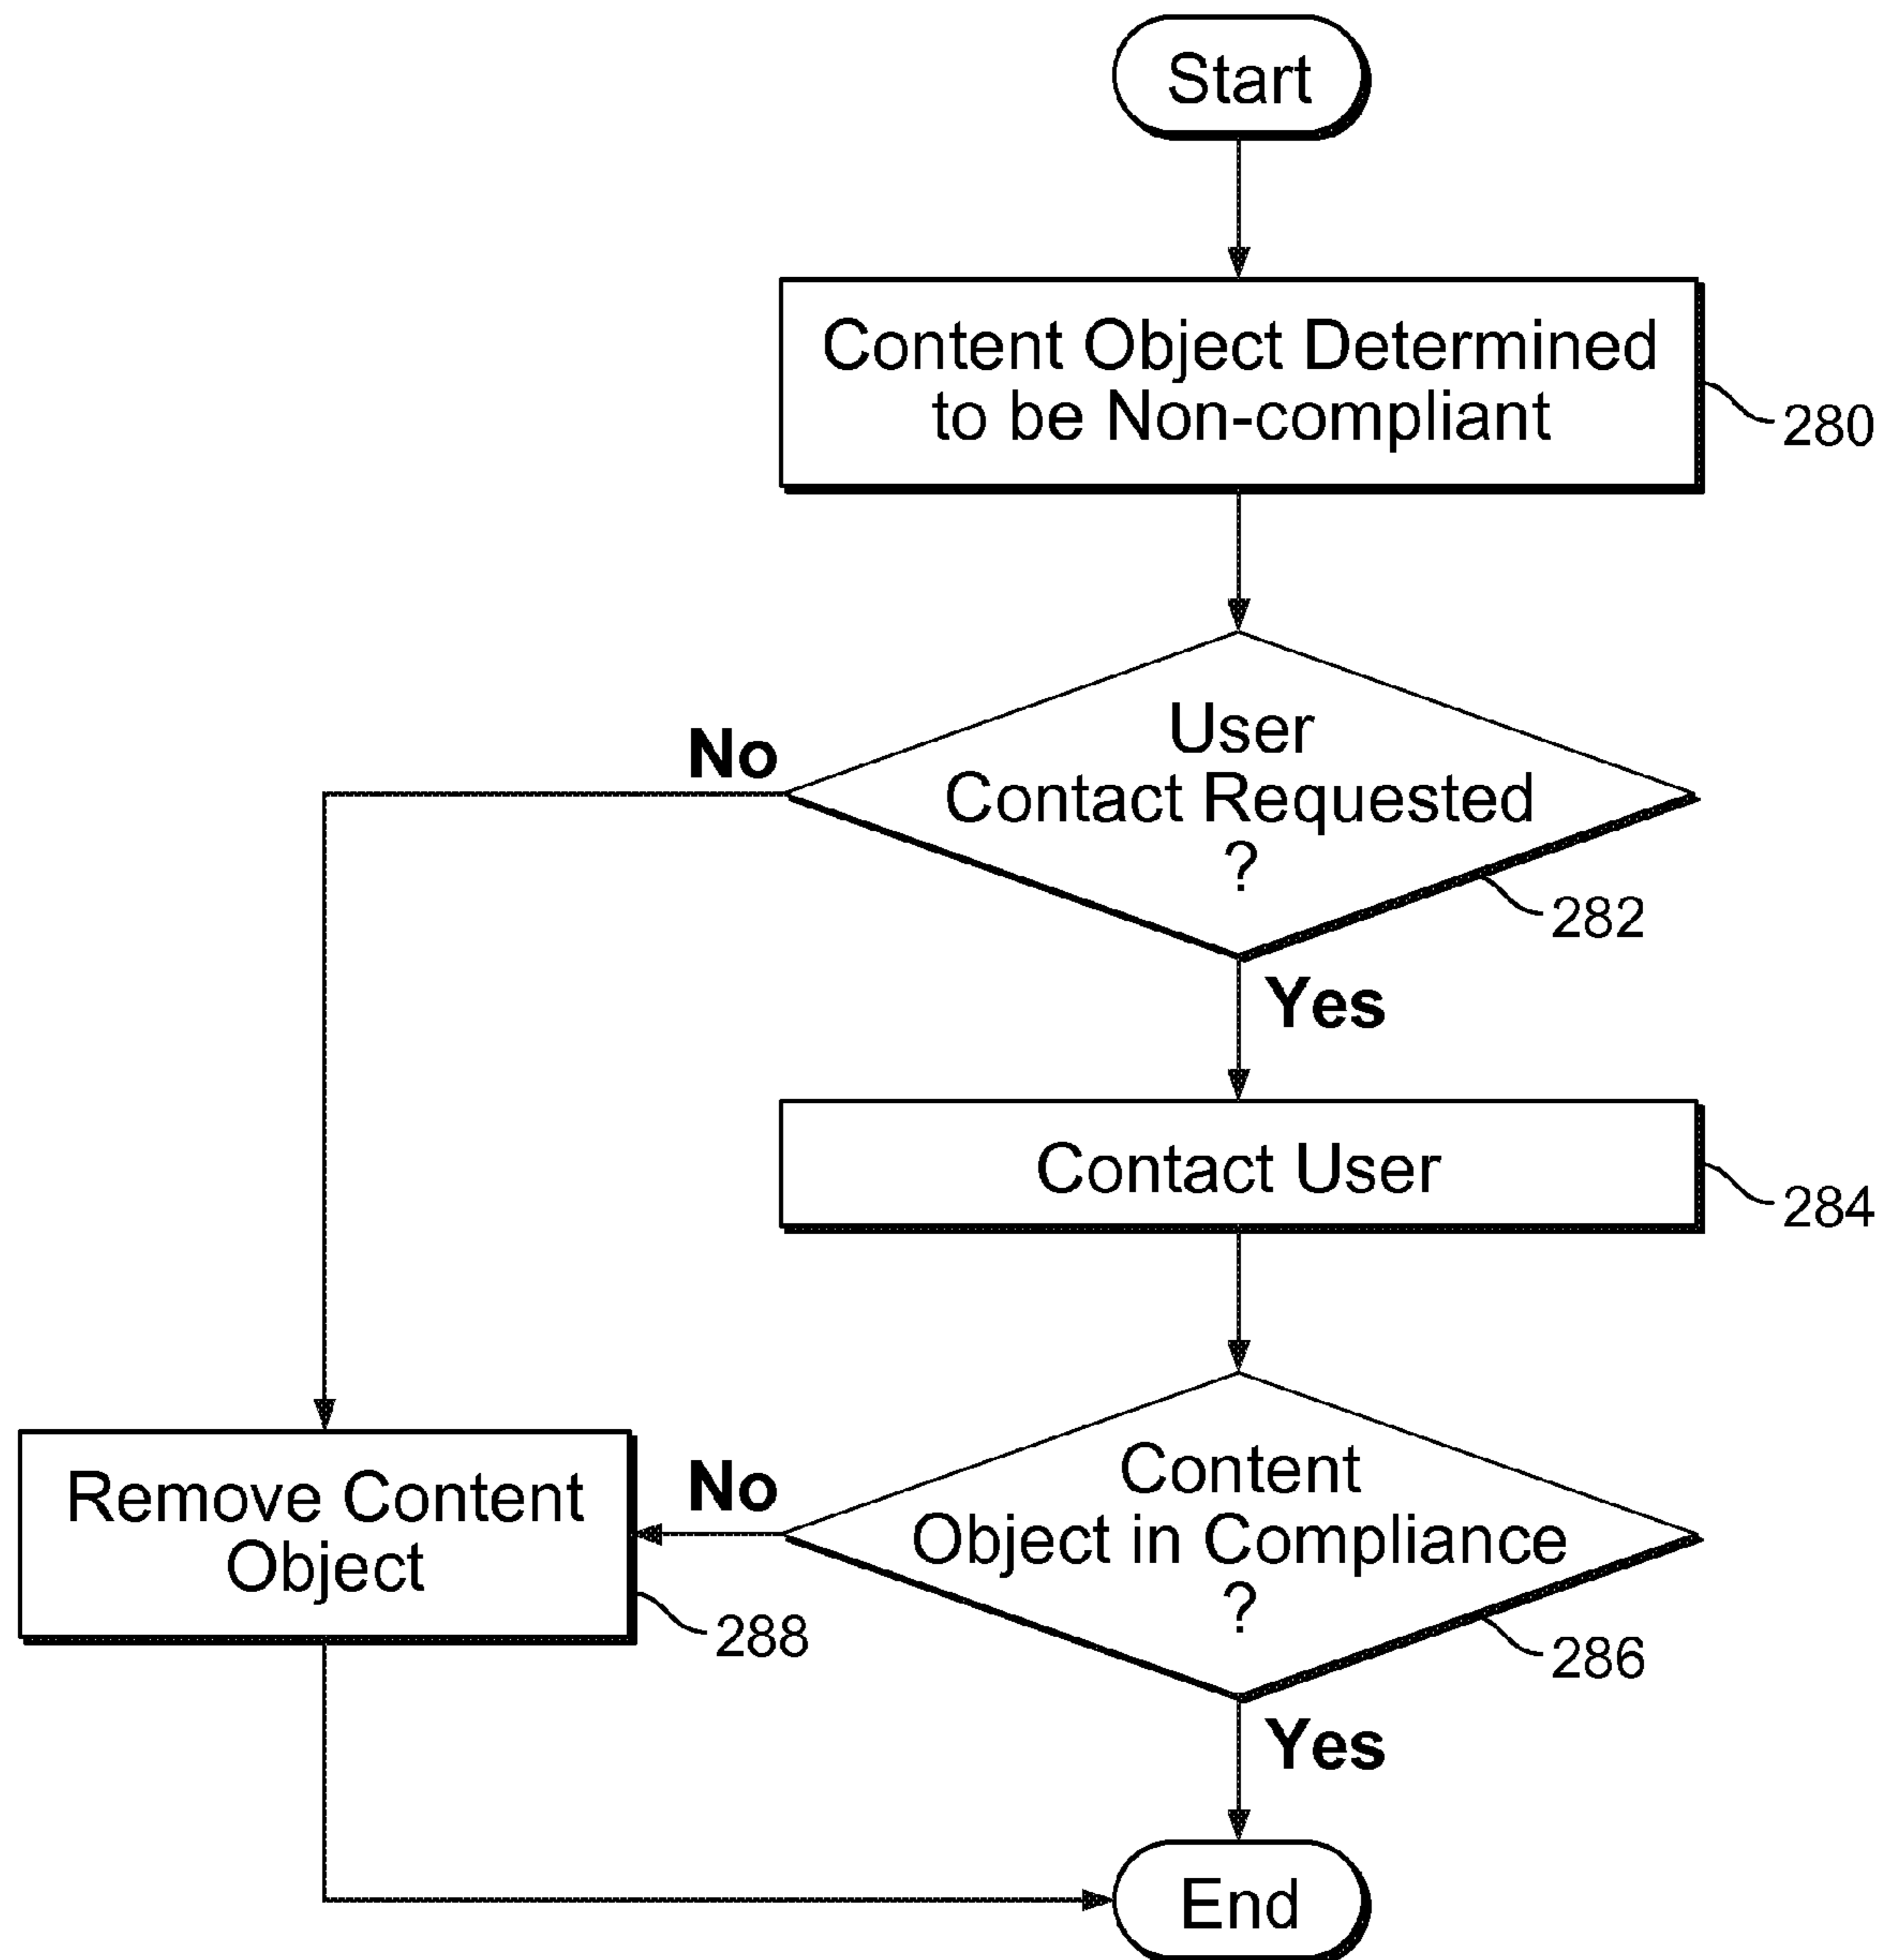 Start
Content Object Determined
to be Non-compliant
280
No
User
Contact Requested
?
282
Yes
Contact User
284
Remove Content
Object
288
No
Content
Object in Compliance
?
286
Yes
End